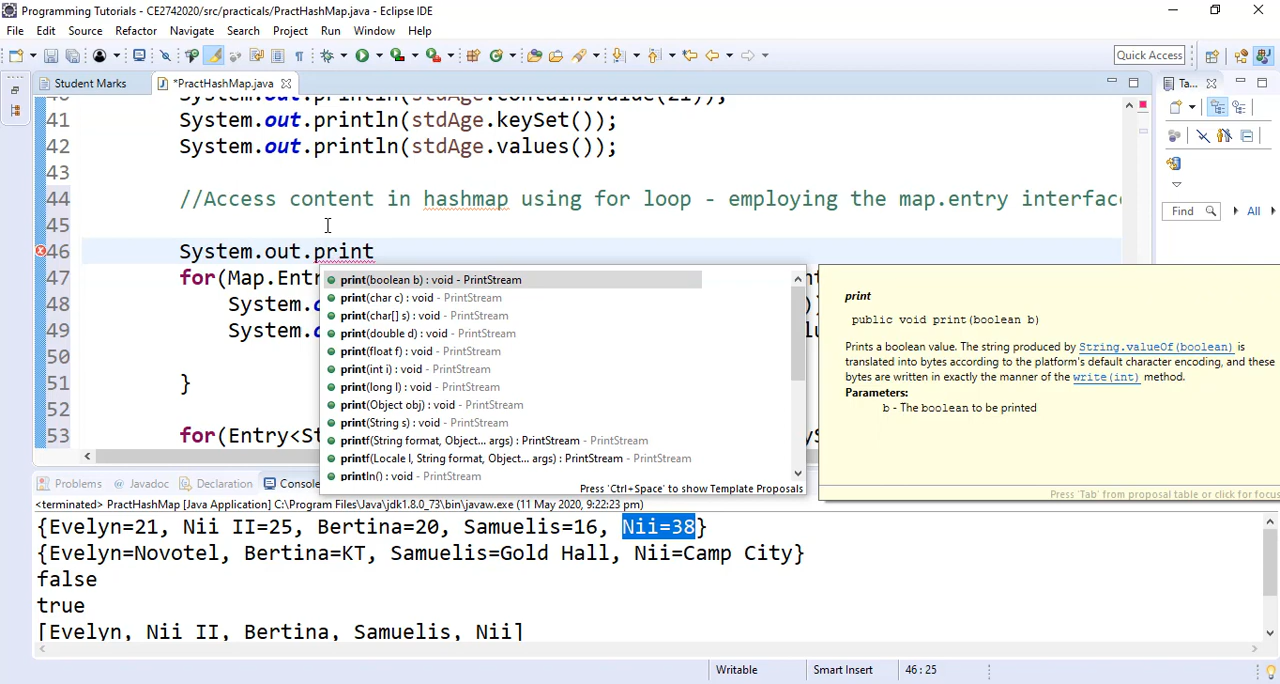 Programming Tutorials - CE2742020/src/practicals/PractHashMap.java - Eclipse IDE
File Edit Source Refactor Navigate Search Project Run Window Help
Quick Access
Student Marks
*PractHashMap.java
Ta...
41 System.out.println(stdAge.keySet());
42 System.out.println(stdAge.values());
43
44 //Access content in hashmap using for loop - employing the map.entry interfac
45
46 System.out.print
47 for(Map.Ent
48 System.
49 System.
50
51 }
52
53 for(Entry<St
print(boolean b) : void - PrintStream
print(char c) : void - PrintStream
print(char[] s) : void - PrintStream
print(double d) : void - PrintStream
print(float f) : void - PrintStream
print(int i) : void - PrintStream
print(long l) : void - PrintStream
print(Object obj) : void - PrintStream
print(String s) : void - PrintStream
printf(String format, Object... args) : PrintStream - PrintStream
printf(Locale l, String format, Object... args) : PrintStream - PrintStream
println() : void - PrintStream
Press 'Ctrl+Space' to show Template Proposals
print
public void print(boolean b)
Prints a boolean value. The string produced by String.valueOf(boolean) is
translated into bytes according to the platform's default character encoding, and these
bytes are written in exactly the manner of the write(int) method.
Parameters:
b - The boolean to be printed
Press 'Tab' from proposal table or click for focus
Find All
Problems Javadoc Declaration Console
<terminated> PractHashMap [Java Application] C:\Program Files\Java\jdk1.8.0_73\bin\javaw.exe (11 May 2020, 9:22:23 pm)
{Evelyn=21, Nii II=25, Bertina=20, Samuelis=16, Nii=38}
{Evelyn=Novotel, Bertina=KT, Samuelis=Gold Hall, Nii=Camp City}
false
true
[Evelyn, Nii II, Bertina, Samuelis, Nii]
Writable Smart Insert 46 : 25